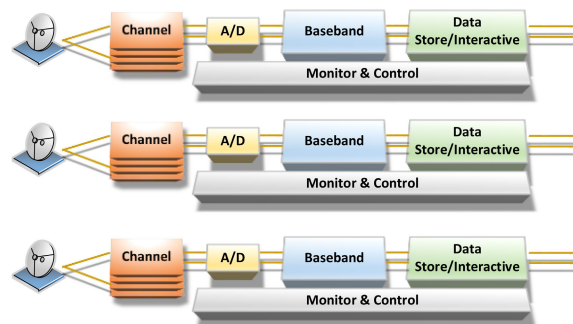 Channel
A/D
Baseband
Data
Store/Interactive
Monitor & Control
Channel
A/D
Baseband
Data
Store/Interactive
Monitor & Control
Channel
A/D
Baseband
Data
Store/Interactive
Monitor & Control